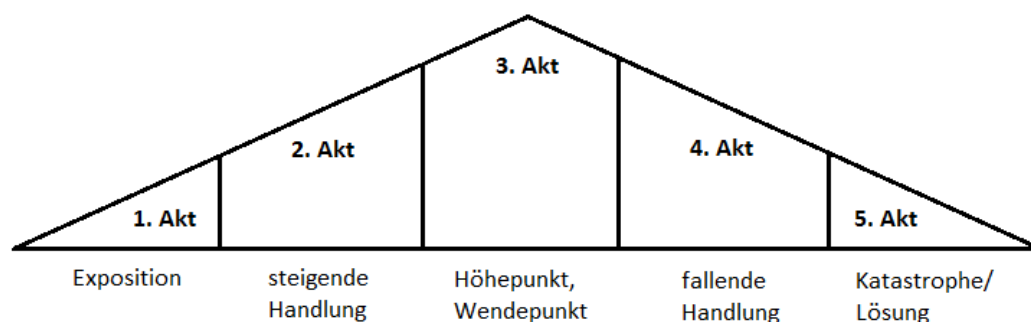 3. Akt
2. Akt
4. Akt
1. Akt
5. Akt
Exposition
steigende
Handlung
Höhepunkt,
Wendepunkt
fallende
Handlung
Katastrophe/
Lösung